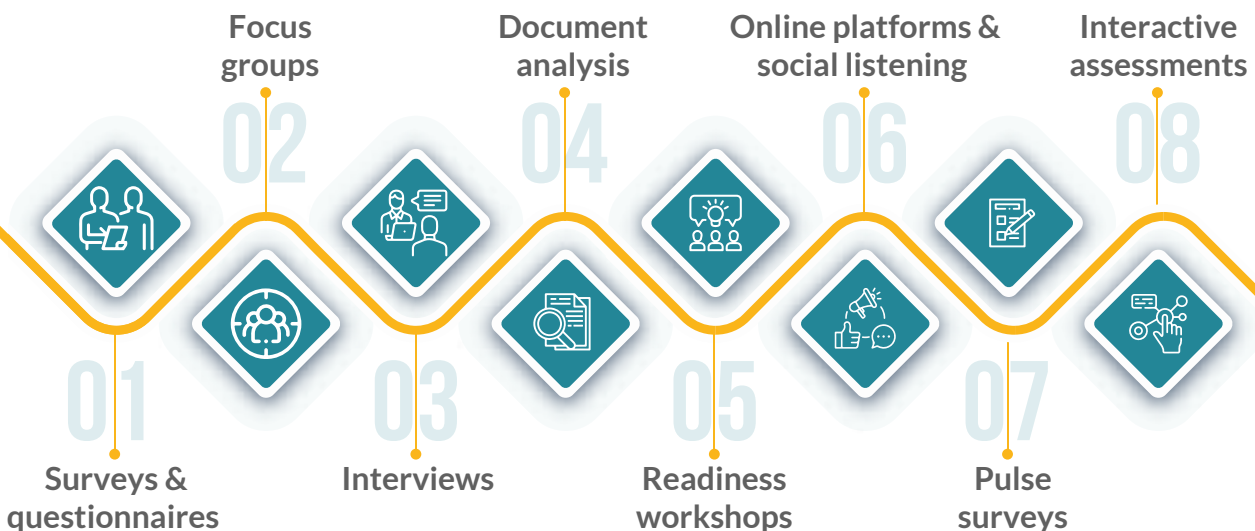 Focus
groups
Document
analysis
Online platforms &
social listening
Interactive
assessments
02
04
06
08
01
03
05
07
Surveys &
questionnaires
Interviews
Readiness
workshops
Pulse
surveys